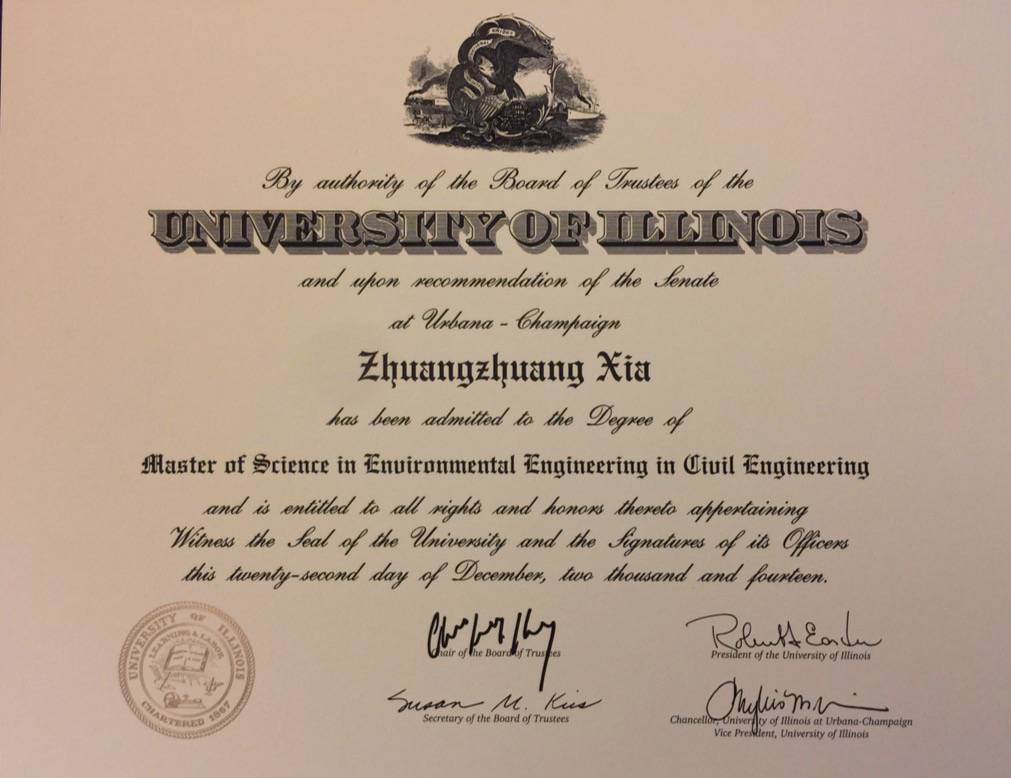 By authority of the Board of Trustees of the
UNIVERSITY OF ILLINOIS
and upon recommendation of the Senate
at Urbana - Champaign
Zhuangzhuang Xia
has been admitted to the Degree of
Master of Science in Environmental Engineering in Civil Engineering
and is entitled to all rights and honors thereto appertaining
Witness the Seal of the University and the Signatures of its Officers
this twenty-second day of December, two thousand and fourteen.
UNIVERSITY OF ILLINOIS
LEARNING & LABOR
CHARTERED 1867
Chair of the Board of Trustees
Robert A Easter
President of the University of Illinois
Susan M. Kies
Secretary of the Board of Trustees
Chancellor, University of Illinois at Urbana-Champaign
Vice President, University of Illinois